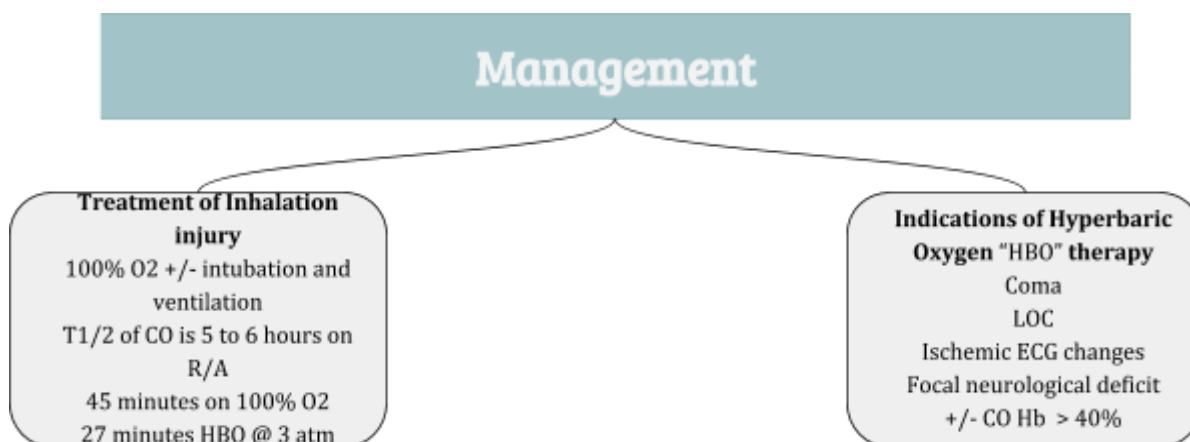 Management
Treatment of Inhalation
injury
100% O2 +/- intubation and
ventilation
T1/2 of CO is 5 to 6 hours on
R/A
45 minutes on 100% O2
27 minutes HBO @ 3 atm
Indications of Hyperbaric
Oxygen “HBO” therapy
Coma
LOC
Ischemic ECG changes
Focal neurological deficit
+/- CO Hb > 40%